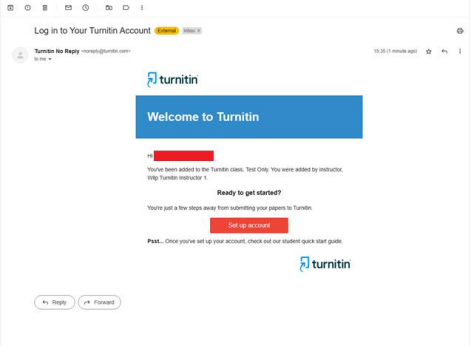 Log in to Your Turnitin Account External Inbox ×
Turnitin No Reply <noreply@turnitin.com> 15:35 (1 minute ago)
to me
turnitin
Welcome to Turnitin
Hi
You've been added to the Turnitin class, Test Only. You were added by instructor,
Wilp Turnitin Instructor 1.
Ready to get started?
You're just a few steps away from submitting your papers to Turnitin.
Set up account
Psst... Once you've set up your account, check out our student quick start guide.
turnitin
Reply Forward